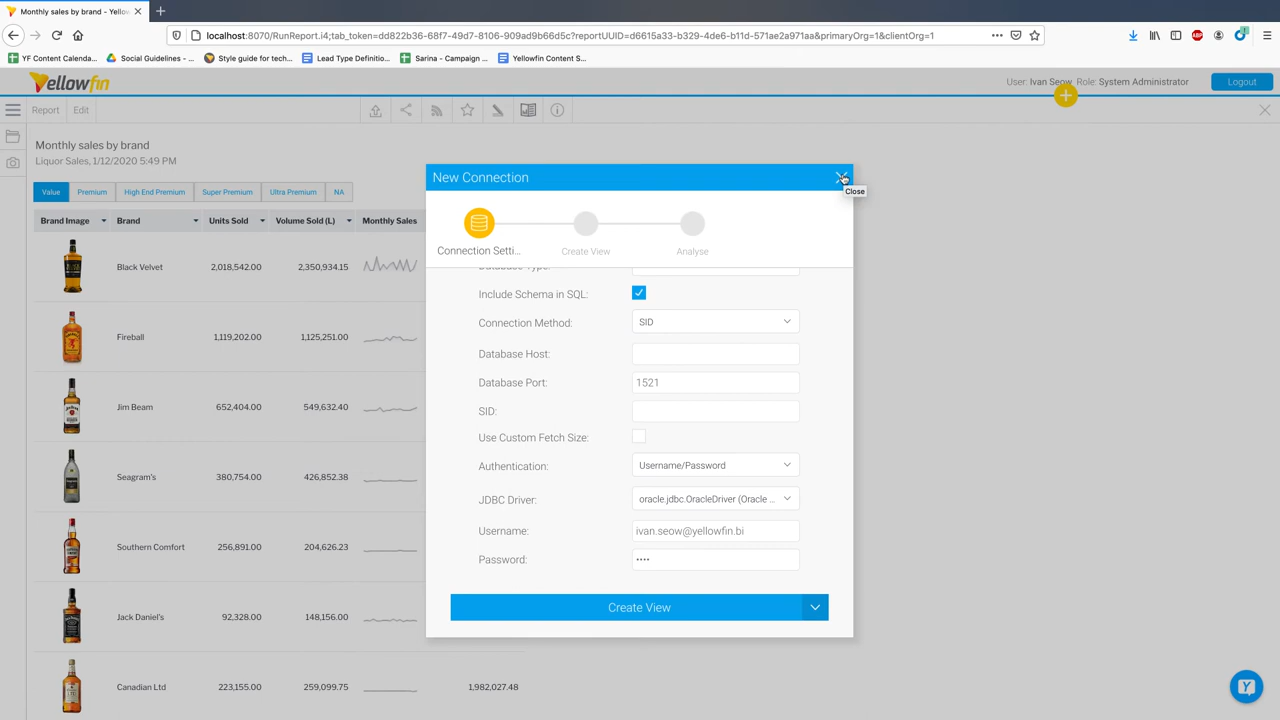 Monthly sales by brand - Yello
localhost:8070/RunReport.i4;tab_token=dd822b36-68f7-49d7-8106-909ad9b66d5c?reportUUID=d6615a33-b329-4de6-b11d-571ae2a971aa&primaryOrg=1&clientOrg=1
YF Content Calenda... Social Guidelines - ... Style guide for tech... Lead Type Definitio... Sarina - Campaign ... Yellowfin Content S...
Yellowfin
User: Ivan Seow Role: System Administrator Logout
Report Edit
Monthly sales by brand
Liquor Sales, 1/12/2020 5:49 PM
Value Premium High End Premium Super Premium Ultra Premium NA
Brand Image Brand Units Sold Volume Sold (L) Monthly Sales
Black Velvet 2,018,542.00 2,350,934.15
Fireball 1,119,202.00 1,125,251.00
Jim Beam 652,404.00 549,632.40
Seagram's 380,754.00 426,852.38
Southern Comfort 256,891.00 204,626.23
Jack Daniel's 92,328.00 148,156.00
Canadian Ltd 223,155.00 259,099.75 1,982,027.48
New Connection
Close
Connection Setti... Create View Analyse
Database Type:
Include Schema in SQL:
Connection Method: SID
Database Host:
Database Port: 1521
SID:
Use Custom Fetch Size:
Authentication: Username/Password
JDBC Driver: oracle.jdbc.OracleDriver (Oracle ...
Username: ivan.seow@yellowfin.bi
Password: ••••
Create View